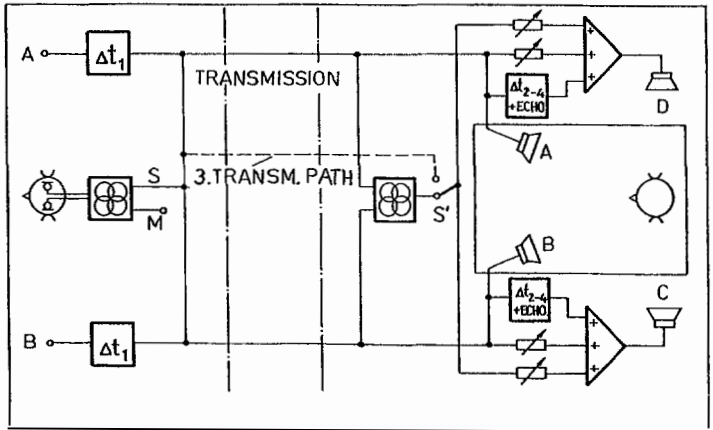 A
Δt₁
TRANSMISSION
+
+
+
Δt₂₋₄
+ECHO
D
A
3.TRANSM. PATH
S
M
S'
B
Δt₂₋₄
+ECHO
C
B
Δt₁
+
+
+